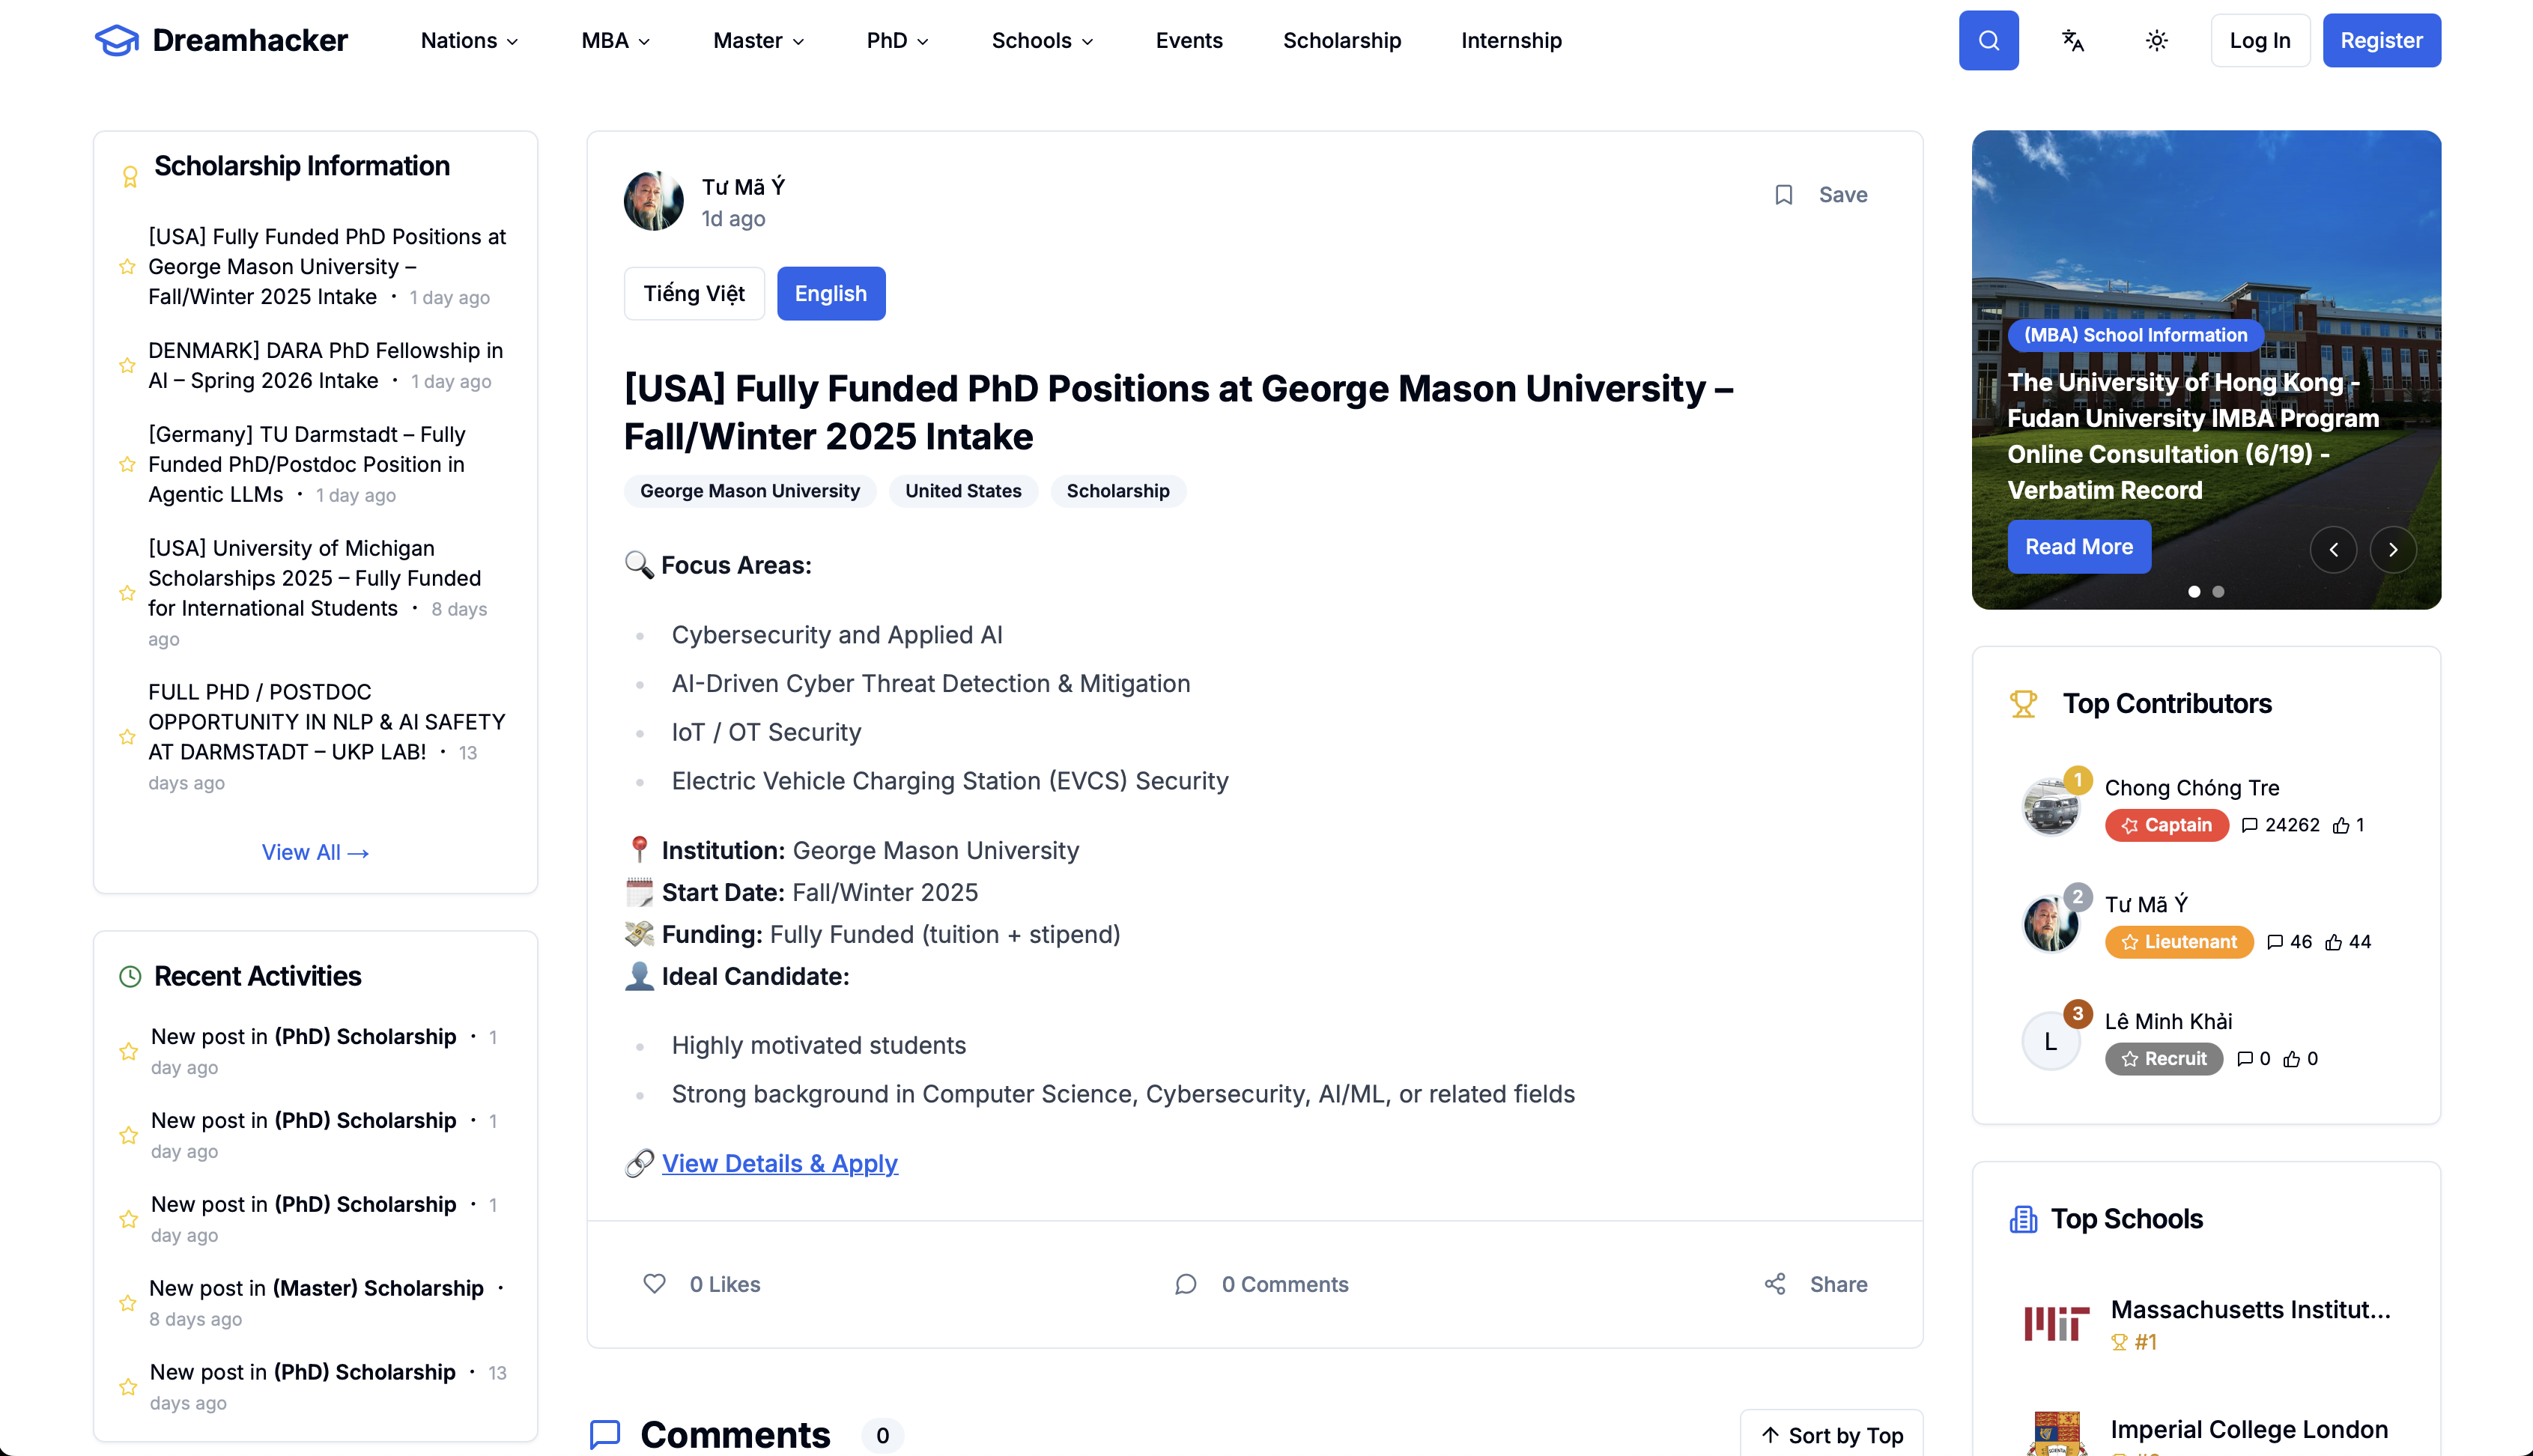 Dreamhacker
Nations
MBA
Master
PhD
Schools
Events
Scholarship
Internship
Log In
Register
Scholarship Information
[USA] Fully Funded PhD Positions at
George Mason University –
Fall/Winter 2025 Intake • 1 day ago
DENMARK] DARA PhD Fellowship in
AI – Spring 2026 Intake • 1 day ago
[Germany] TU Darmstadt – Fully
Funded PhD/Postdoc Position in
Agentic LLMs • 1 day ago
[USA] University of Michigan
Scholarships 2025 – Fully Funded
for International Students • 8 days
ago
FULL PHD / POSTDOC
OPPORTUNITY IN NLP & AI SAFETY
AT DARMSTADT – UKP LAB! • 13
days ago
View All →
Recent Activities
New post in (PhD) Scholarship • 1
day ago
New post in (PhD) Scholarship • 1
day ago
New post in (PhD) Scholarship • 1
day ago
New post in (Master) Scholarship •
8 days ago
New post in (PhD) Scholarship • 13
days ago
Tư Mã Ý
1d ago
Save
Tiếng Việt
English
[USA] Fully Funded PhD Positions at George Mason University –
Fall/Winter 2025 Intake
George Mason University
United States
Scholarship
🔍 Focus Areas:
• Cybersecurity and Applied AI
• AI-Driven Cyber Threat Detection & Mitigation
• IoT / OT Security
• Electric Vehicle Charging Station (EVCS) Security
📍 Institution: George Mason University
🗓️ Start Date: Fall/Winter 2025
💸 Funding: Fully Funded (tuition + stipend)
👤 Ideal Candidate:
• Highly motivated students
• Strong background in Computer Science, Cybersecurity, AI/ML, or related fields
🔗 View Details & Apply
0 Likes
0 Comments
Share
Comments 0
↑ Sort by Top
(MBA) School Information
The University of Hong Kong -
Fudan University IMBA Program
Online Consultation (6/19) -
Verbatim Record
Read More
Top Contributors
1
Chong Chóng Tre
Captain 24262 1
2
Tư Mã Ý
Lieutenant 46 44
L
3
Lê Minh Khải
Recruit 0 0
Top Schools
MIT
Massachusetts Institut...
#1
Imperial College London